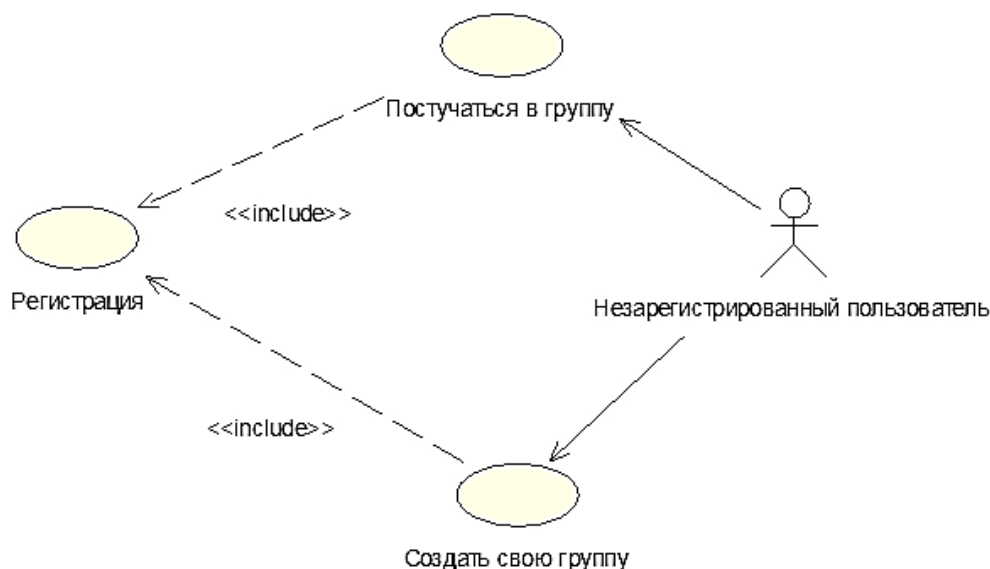 Постучаться в группу
<<include>>
Регистрация
Незарегистрированный пользователь
<<include>>
Создать свою группу